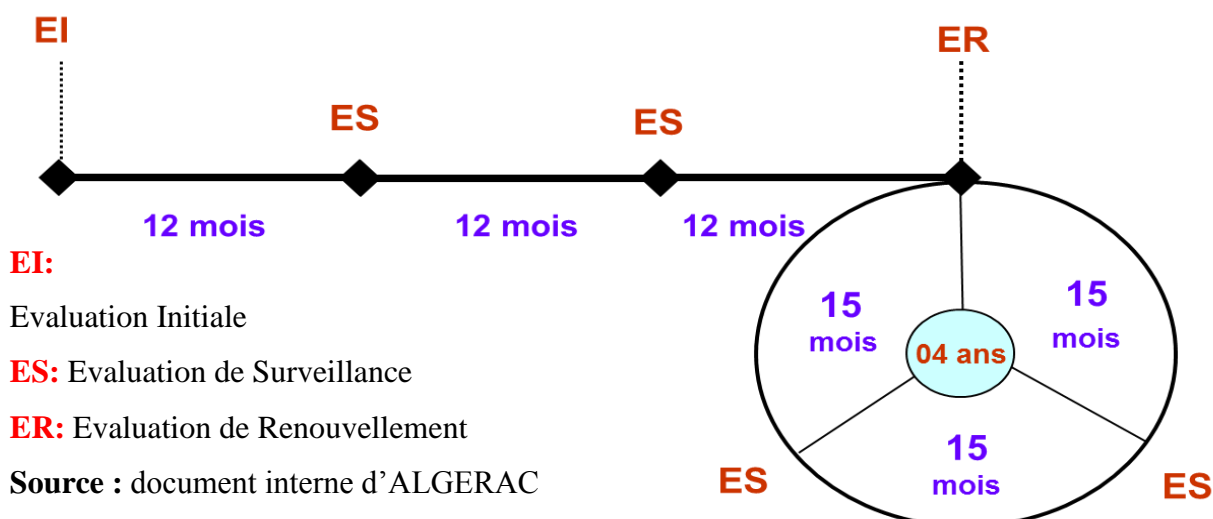 EI
ER
ES
ES
12 mois
12 mois
12 mois
EI:
Evaluation Initiale
ES: Evaluation de Surveillance
ER: Evaluation de Renouvellement
Source : document interne d’ALGERAC
15
mois
15
mois
04 ans
15
mois
ES
ES